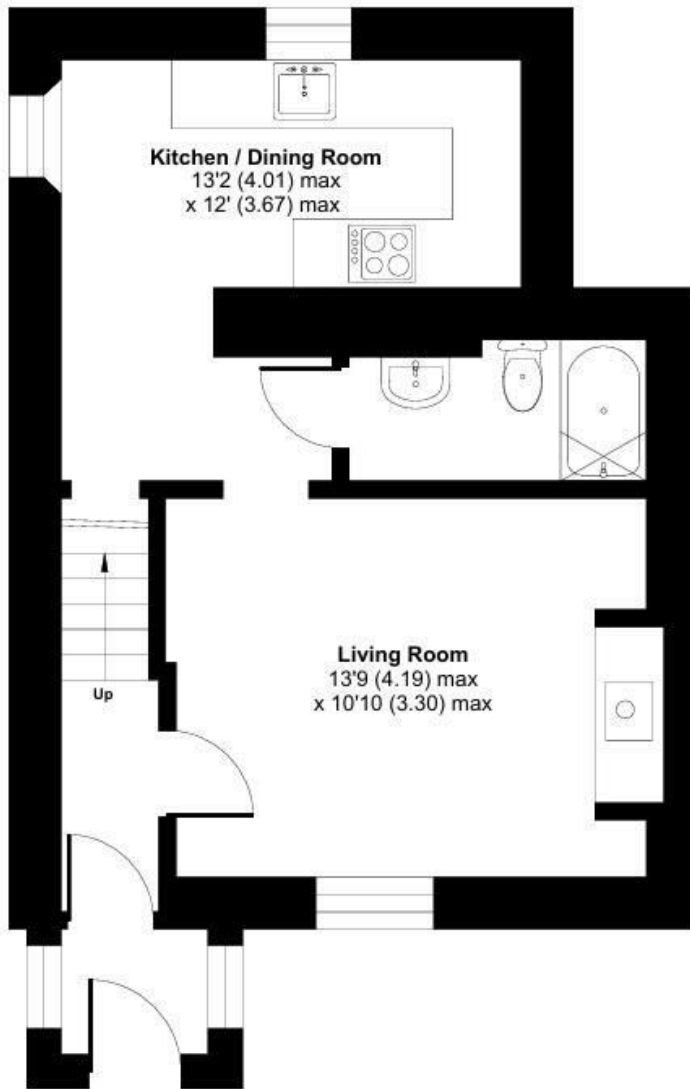 Kitchen / Dining Room
13'2 (4.01) max
x 12' (3.67) max
Living Room
13'9 (4.19) max
x 10'10 (3.30) max
Up